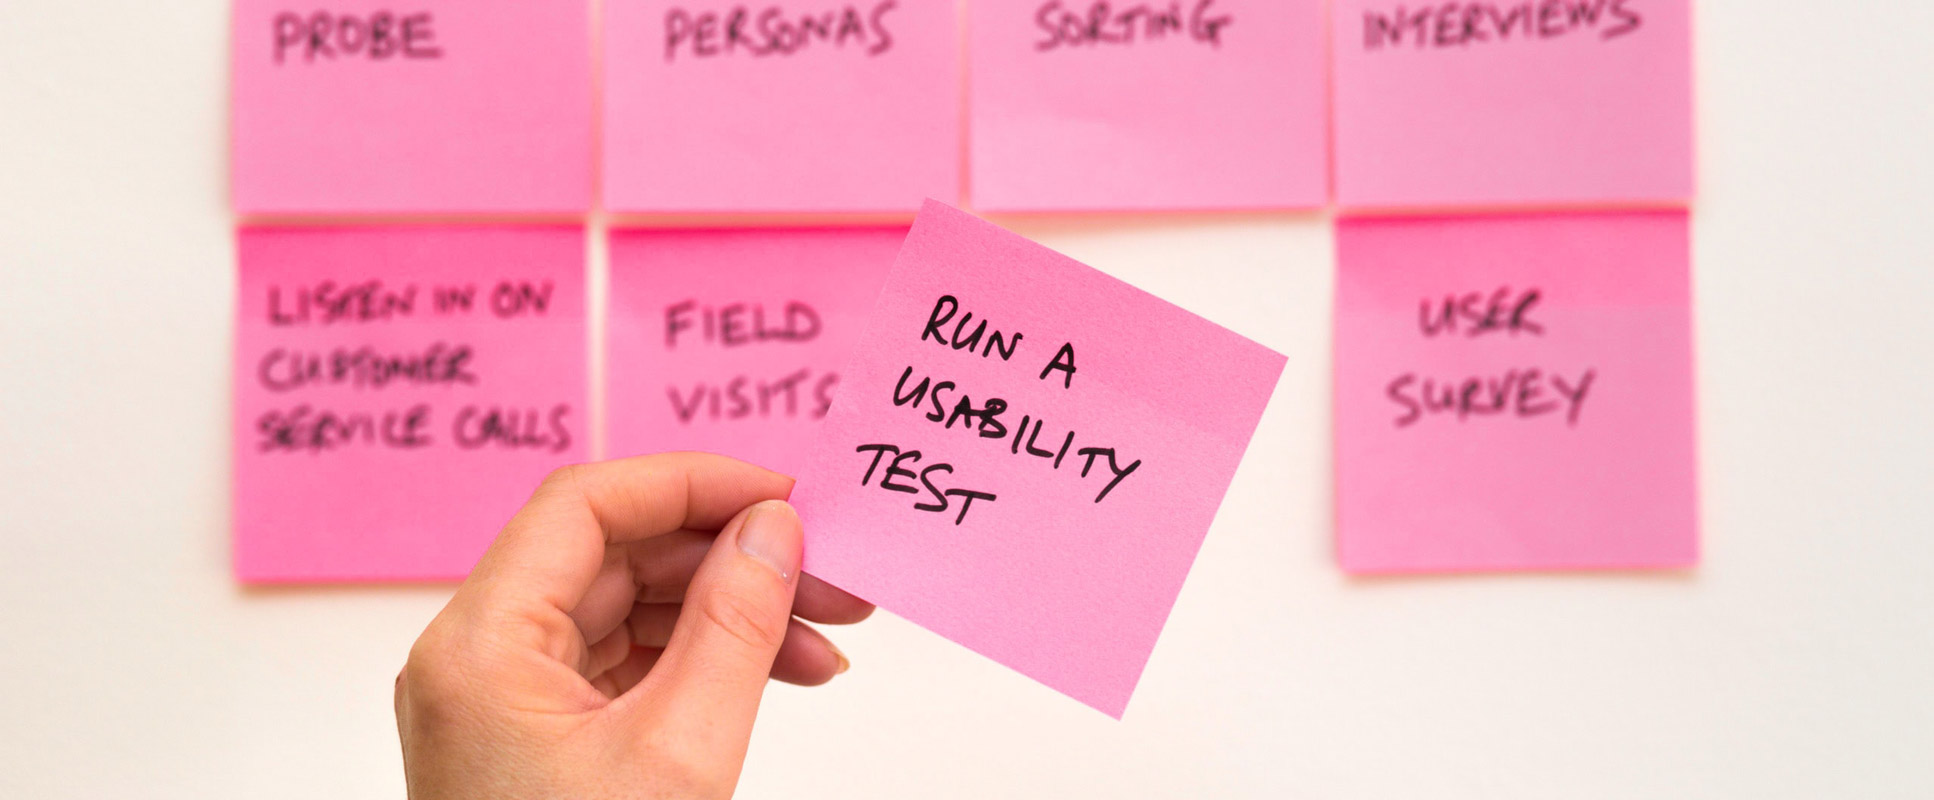 PROBE
PERSONAS
SORTING
INTERVIEWS
LISTEN IN ON
CUSTOMER
SERVICE CALLS
FIELD
VISITS
RUN A
USABILITY
TEST
USER
SURVEY